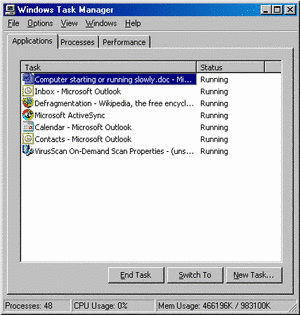 Windows Task Manager
File Options View Windows Help
Applications Processes Performance
Task Status
Computer starting or running slowly.doc - Mi... Running
Inbox - Microsoft Outlook Running
Defragmentation - Wikipedia, the free encycl... Running
Microsoft ActiveSync Running
Calendar - Microsoft Outlook Running
Contacts - Microsoft Outlook Running
VirusScan On-Demand Scan Properties - (uns... Running
End Task Switch To New Task...
Processes: 48 CPU Usage: 0% Mem Usage: 466196K / 983100K